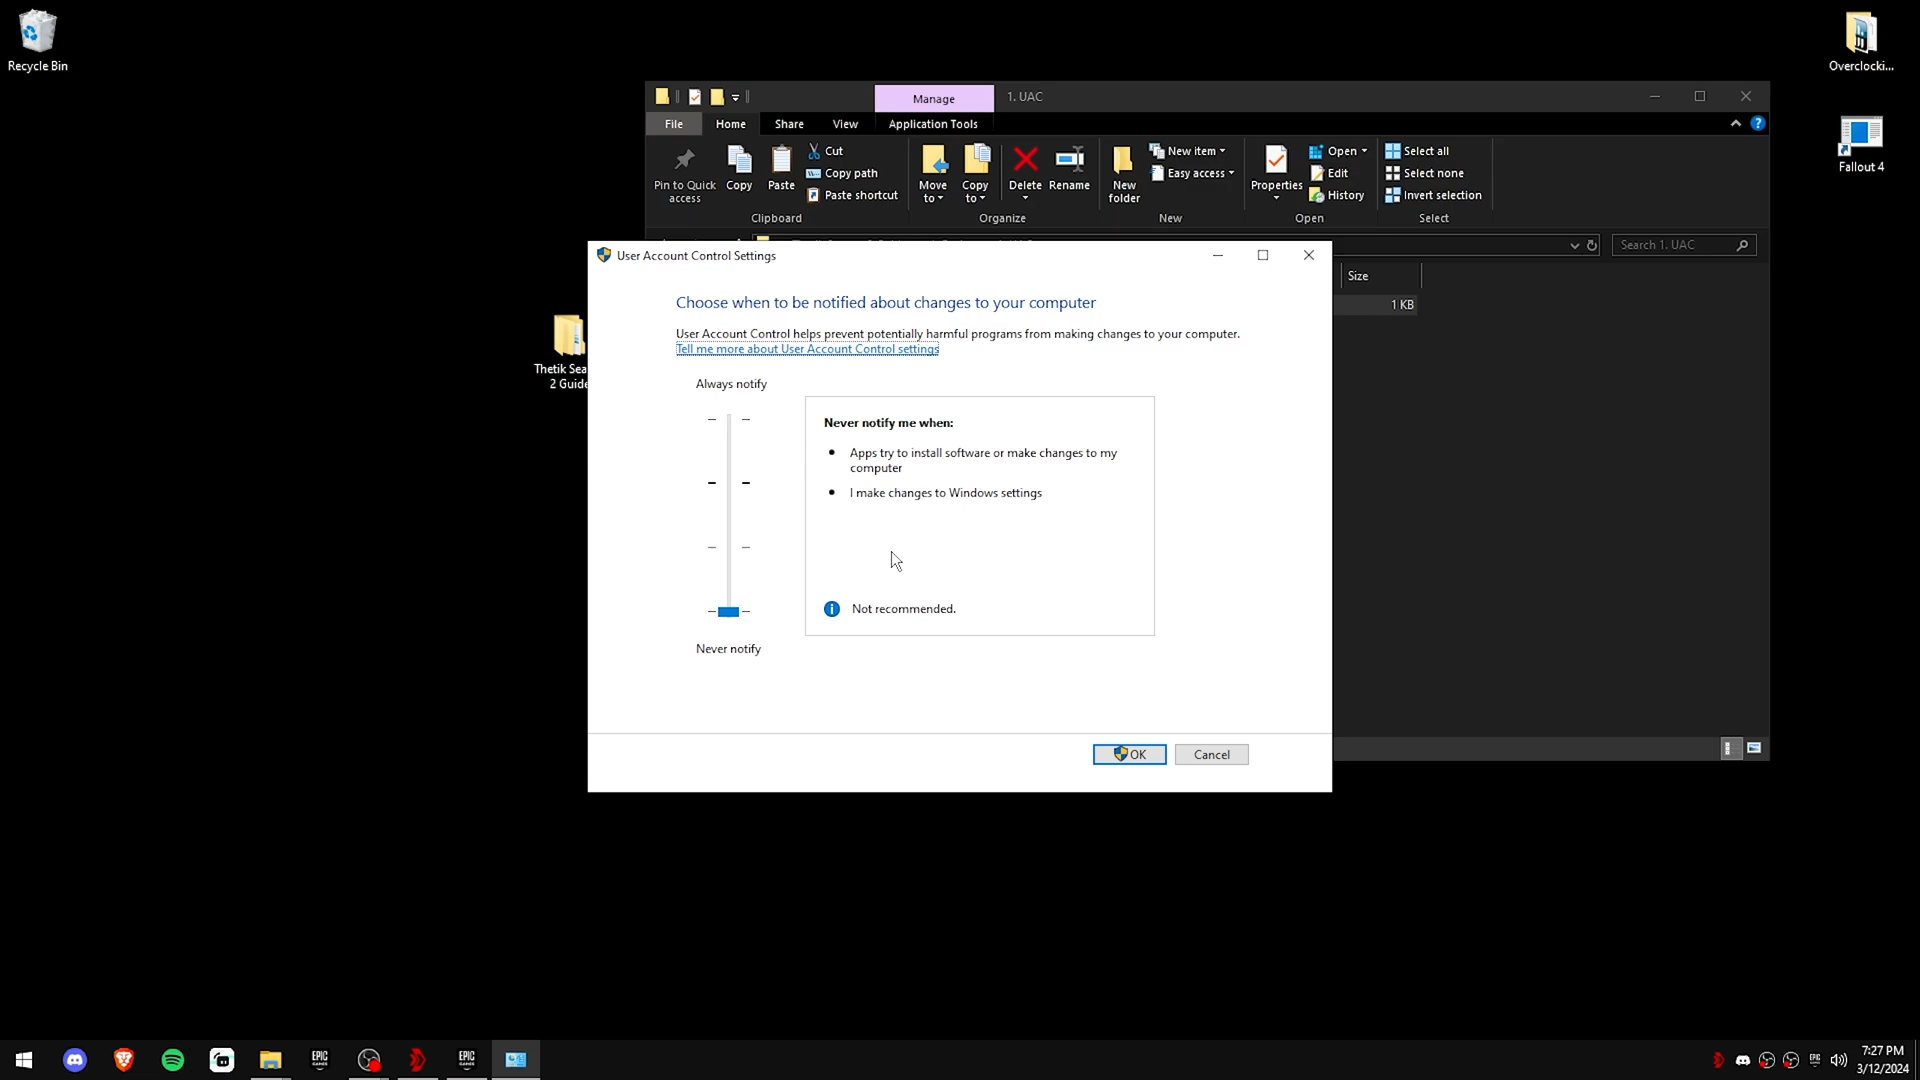 Recycle Bin
Overclocki...
Fallout 4
Thetik Sea
2 Guide
Manage
1. UAC
File
Home
Share
View
Application Tools
Pin to Quick
access
Copy
Paste
Cut
Copy path
Paste shortcut
Clipboard
Move
to
Copy
to
Delete
Rename
Organize
New
folder
New item
Easy access
New
Properties
Open
Edit
History
Open
Select all
Select none
Invert selection
Select
Search 1. UAC
Size
1 KB
User Account Control Settings
Choose when to be notified about changes to your computer
User Account Control helps prevent potentially harmful programs from making changes to your computer.
Tell me more about User Account Control settings
Always notify
Never notify me when:
• Apps try to install software or make changes to my
computer
• I make changes to Windows settings
Not recommended.
Never notify
OK
Cancel
EPIC
GAMES
EPIC
GAMES
EPIC
7:27 PM
3/12/2024